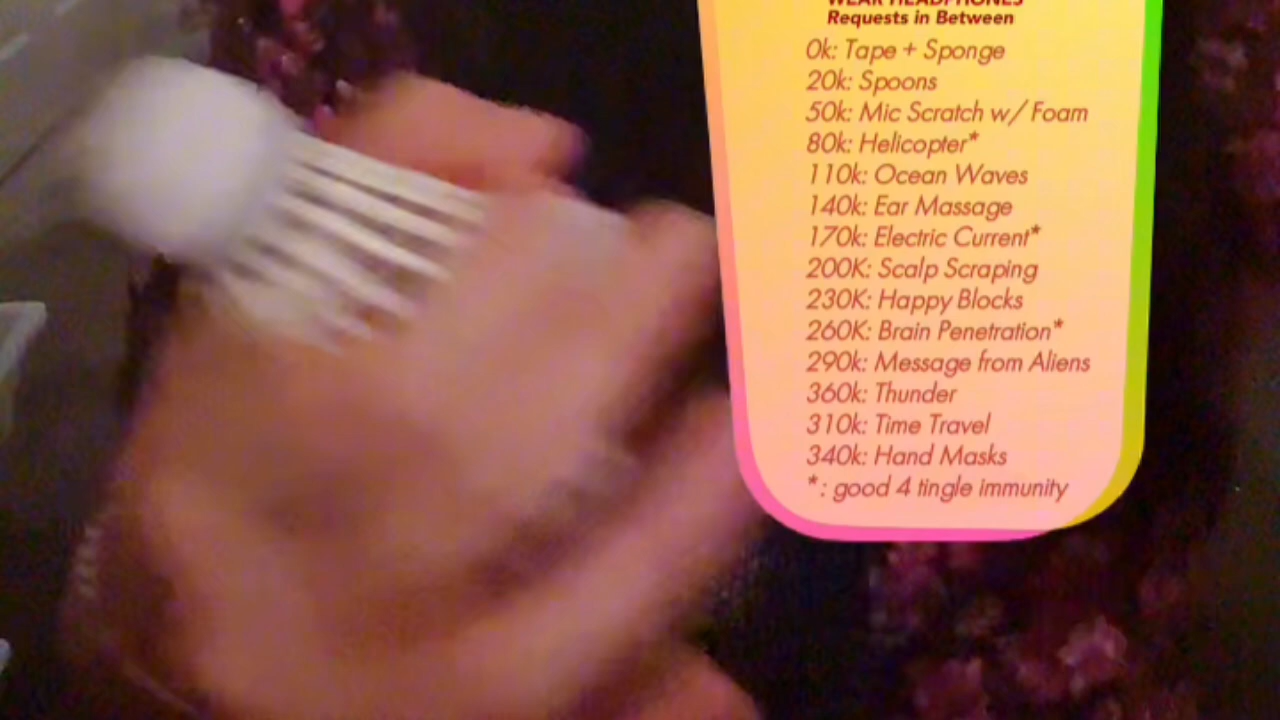 WEAR HEADPHONES
Requests in Between
0k: Tape + Sponge
20k: Spoons
50k: Mic Scratch w/ Foam
80k: Helicopter*
110k: Ocean Waves
140k: Ear Massage
170k: Electric Current*
200K: Scalp Scraping
230K: Happy Blocks
260K: Brain Penetration*
290k: Message from Aliens
360k: Thunder
310k: Time Travel
340k: Hand Masks
*: good 4 tingle immunity